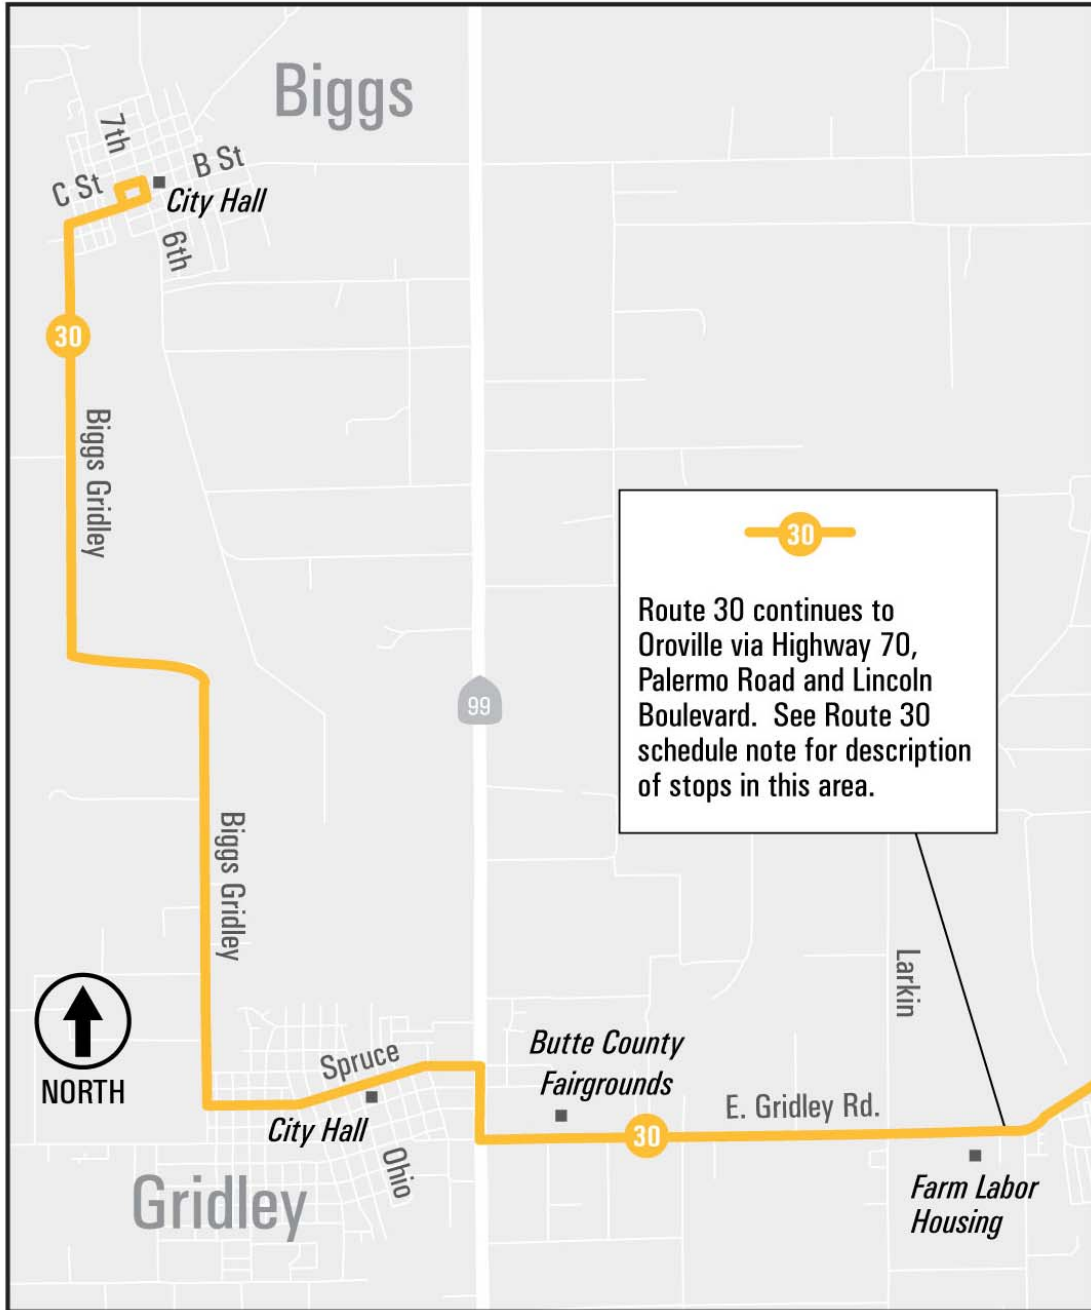 Biggs
7th
B St
C St
City Hall
6th
30
Biggs Gridley
30
Route 30 continues to
Oroville via Highway 70,
Palermo Road and Lincoln
Boulevard.  See Route 30
schedule note for description
of stops in this area.
99
Biggs Gridley
Larkin
NORTH
Spruce
Butte County
Fairgrounds
City Hall
E. Gridley Rd.
30
Ohio
Gridley
Farm Labor
Housing